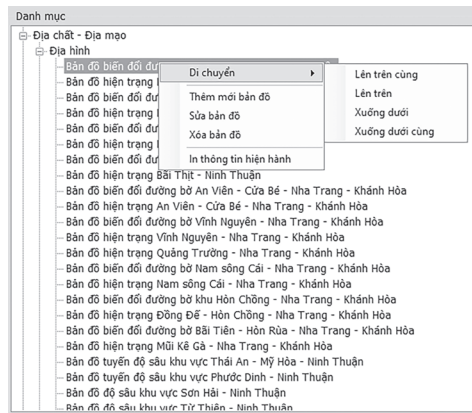 Danh mục
Địa chất - Địa mạo
Địa hình
Bản đồ biến đổi đư
Di chuyển
Lên trên cùng
Bản đồ hiện trạng
Lên trên
Bản đồ biến đổi đư
Thêm mới bản đồ
Xuống dưới
Bản đồ hiện trạng
Sửa bản đồ
Xuống dưới cùng
Bản đồ biến đổi đư
Xóa bản đồ
Bản đồ hiện trạng
Bản đồ biến đổi đư
In thông tin hiện hành
Bản đồ hiện trạng Bãi Thịt - Ninh Thuận
Bản đồ biến đổi đường bờ An Viên - Cửa Bé - Nha Trang - Khánh Hòa
Bản đồ hiện trạng An Viên - Cửa Bé - Nha Trang - Khánh Hòa
Bản đồ biến đổi đường bờ Vĩnh Nguyên - Nha Trang - Khánh Hòa
Bản đồ hiện trạng Vĩnh Nguyên - Nha Trang - Khánh Hòa
Bản đồ hiện trạng Quảng Trường - Nha Trang - Khánh Hòa
Bản đồ biến đổi đường bờ Nam sông Cái - Nha Trang - Khánh Hòa
Bản đồ hiện trạng Nam sông Cái - Nha Trang - Khánh Hòa
Bản đồ biến đổi đường bờ khu Hòn Chồng - Nha Trang - Khánh Hòa
Bản đồ hiện trạng Đồng Đế - Hòn Chồng - Nha Trang - Khánh Hòa
Bản đồ biến đổi đường bờ Bãi Tiên - Hòn Rùa - Nha Trang - Khánh Hòa
Bản đồ hiện trạng Mũi Kê Gà - Nha Trang - Khánh Hòa
Bản đồ tuyến độ sâu khu vực Thái An - Mỹ Hòa - Ninh Thuận
Bản đồ tuyến độ sâu khu vực Phước Dinh - Ninh Thuận
Bản đồ độ sâu khu vực Sơn Hải - Ninh Thuận
Bản đồ độ sâu khu vực Từ Thiện - Ninh Thuận